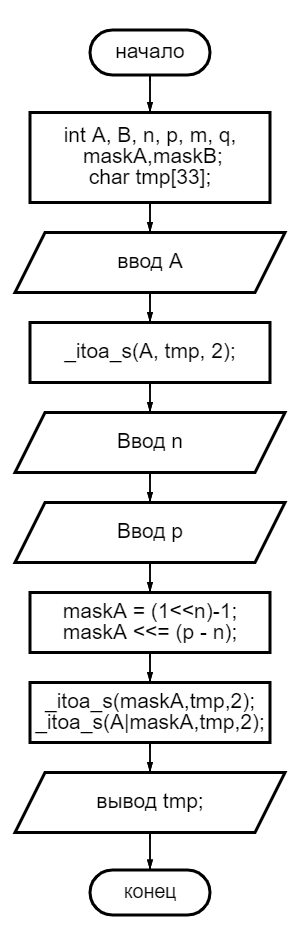 начало
int A, B, n, p, m, q,
maskA,maskB;
char tmp[33];
ввод A
_itoa_s(A, tmp, 2);
Ввод n
Ввод p
maskA = (1<<n)-1;
maskA <<= (p - n);
_itoa_s(maskA,tmp,2);
_itoa_s(A|maskA,tmp,2);
вывод tmp;
конец